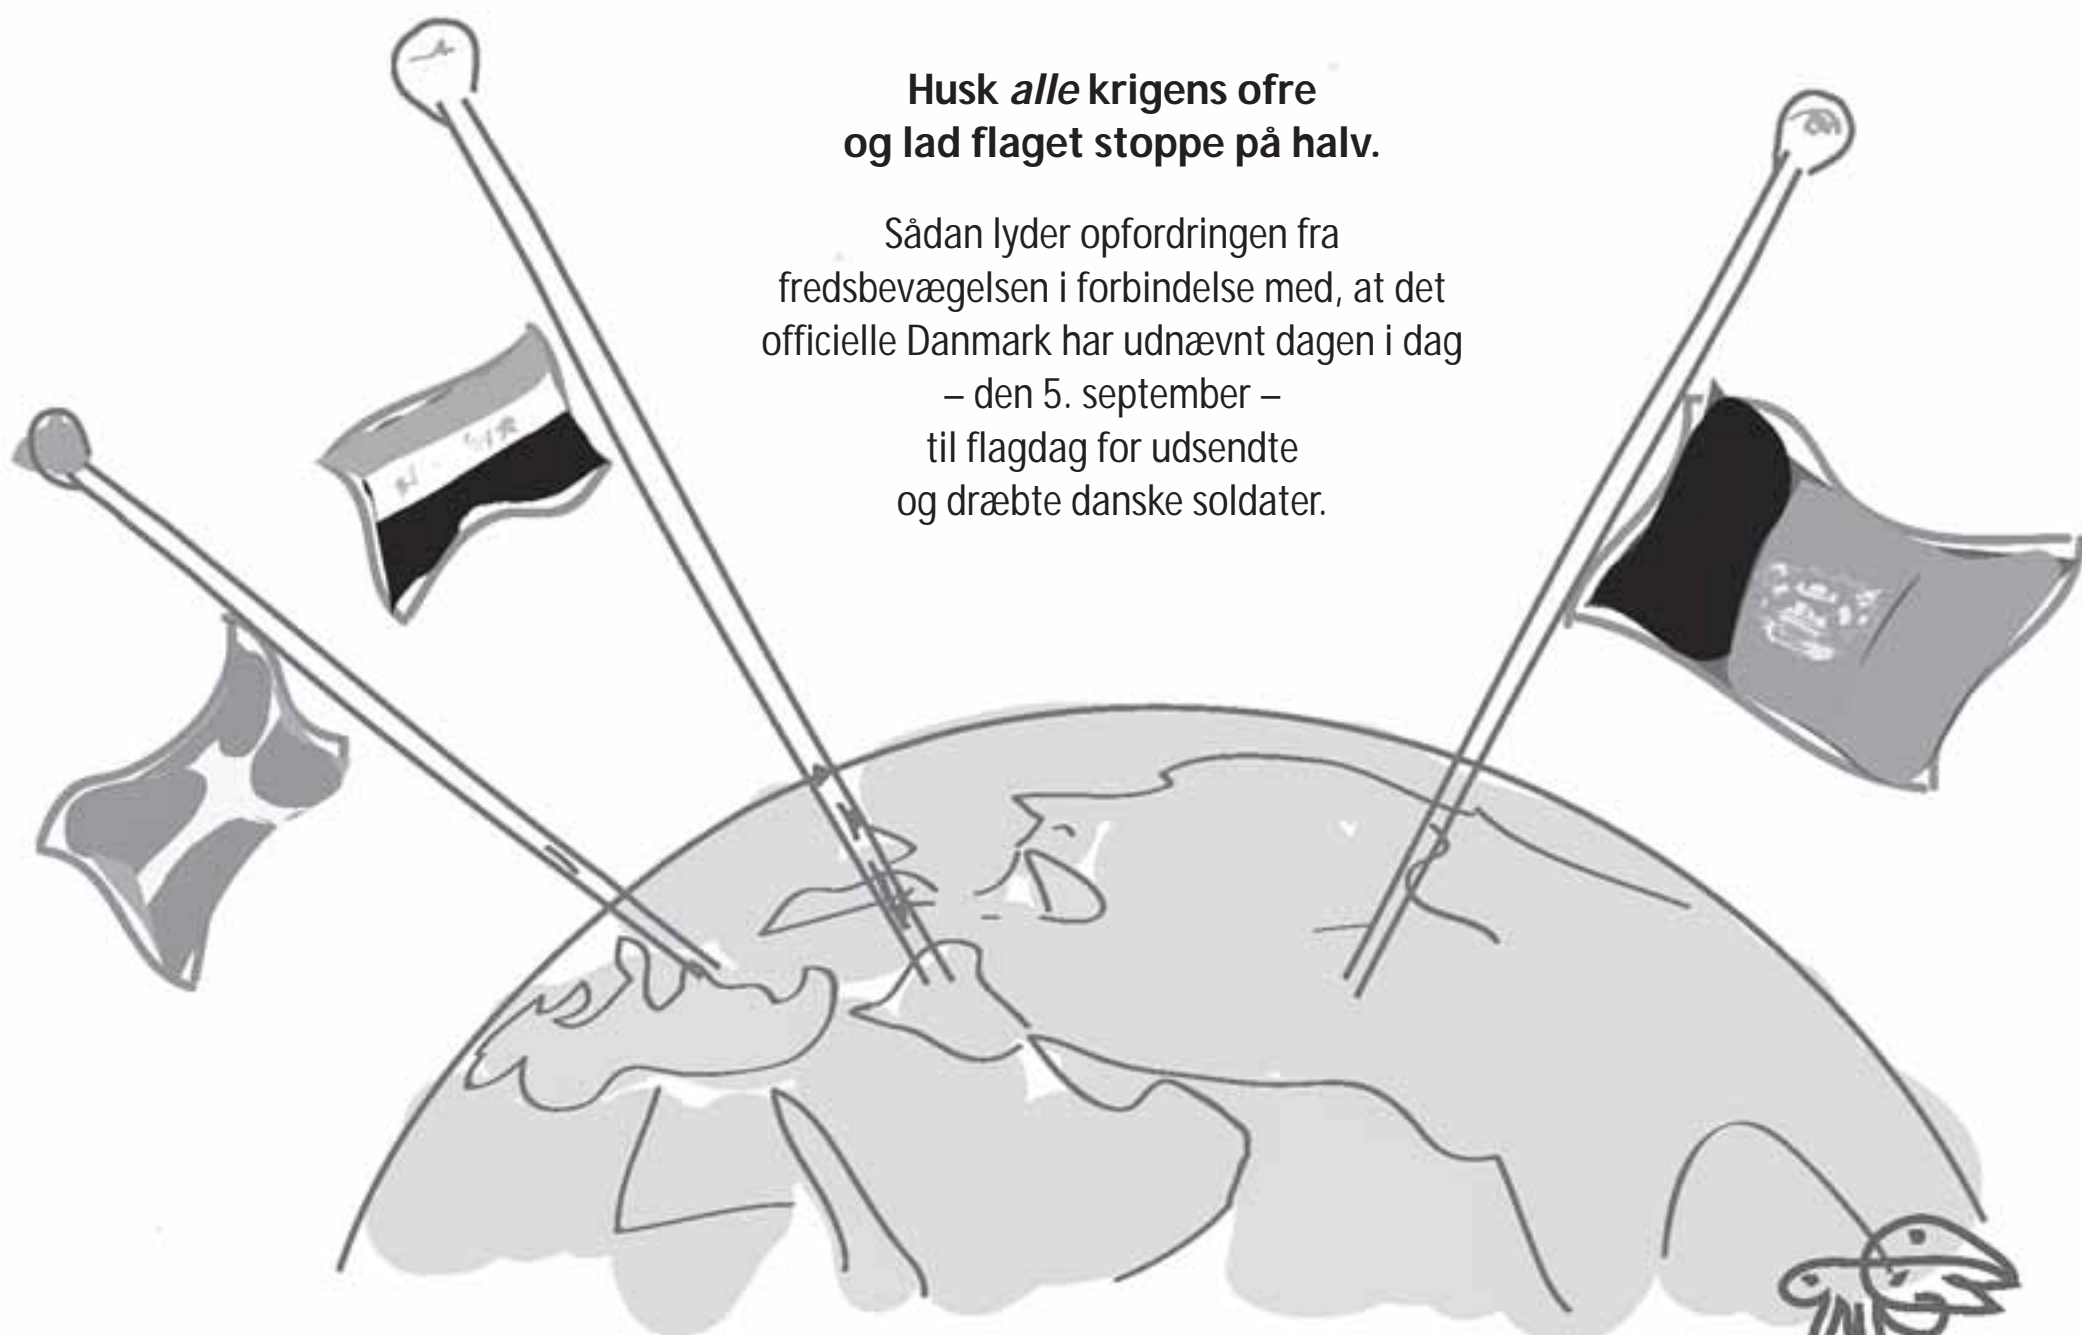 Husk alle krigens ofre
og lad flaget stoppe på halv.
Sådan lyder opfordringen fra
fredsbevægelsen i forbindelse med, at det
officielle Danmark har udnævnt dagen i dag
– den 5. september –
til flagdag for udsendte
og dræbte danske soldater.